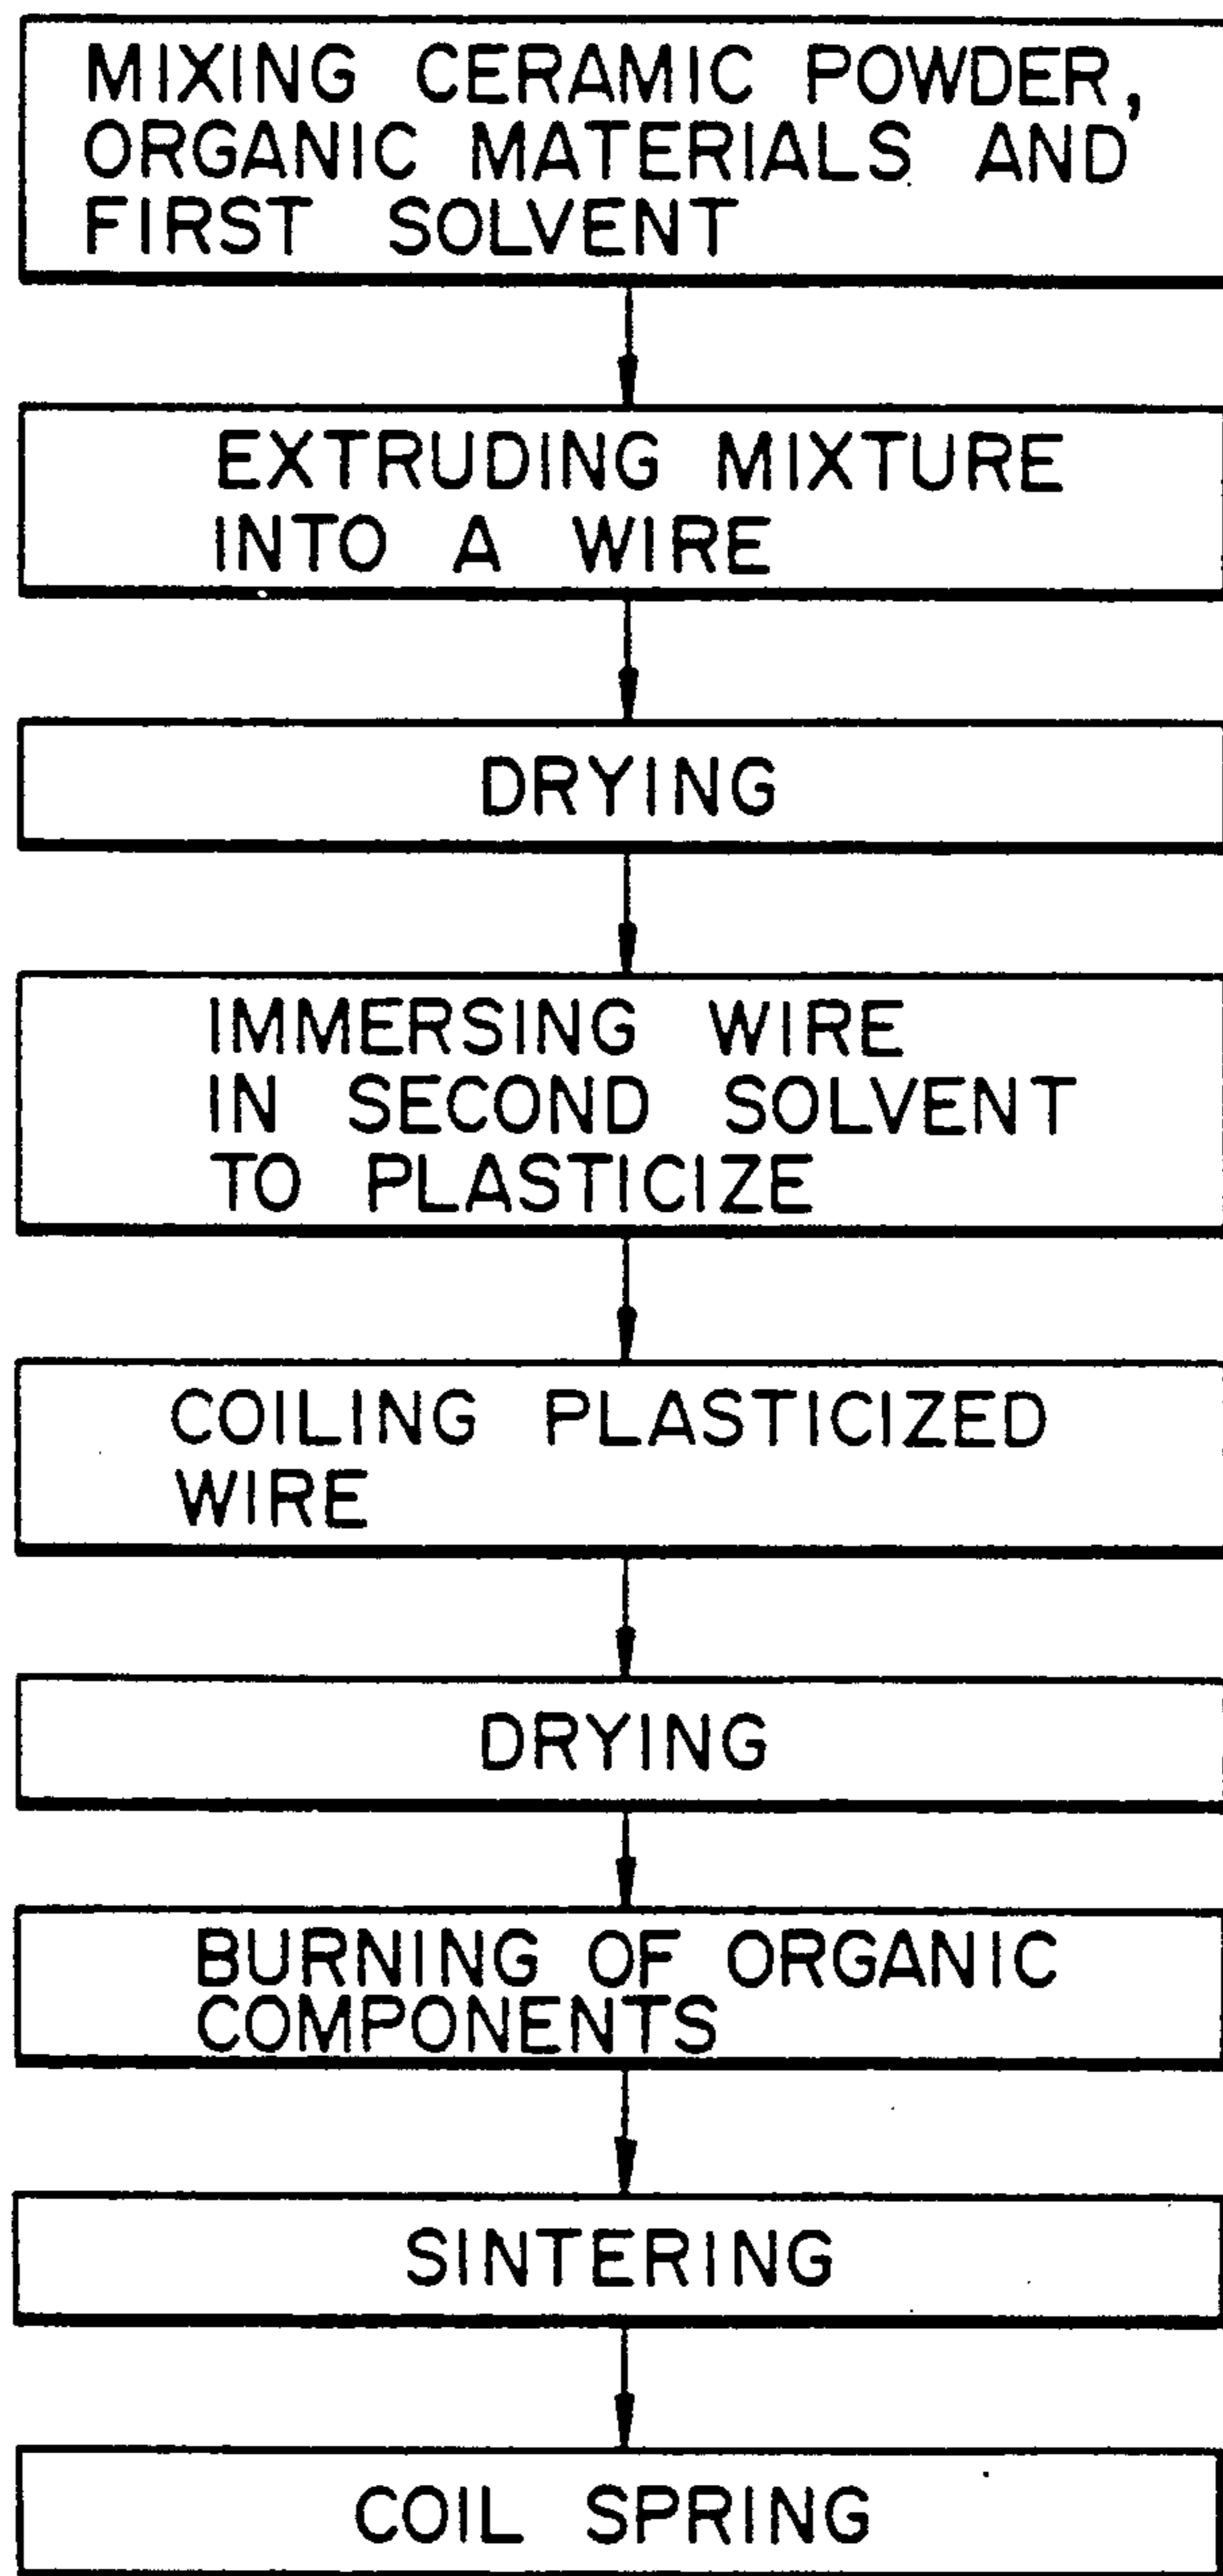 MIXING CERAMIC POWDER,
ORGANIC MATERIALS AND
FIRST SOLVENT
EXTRUDING MIXTURE
INTO A WIRE
DRYING
IMMERSING WIRE
IN SECOND SOLVENT
TO PLASTICIZE
COILING PLASTICIZED
WIRE
DRYING
BURNING OF ORGANIC
COMPONENTS
SINTERING
COIL SPRING